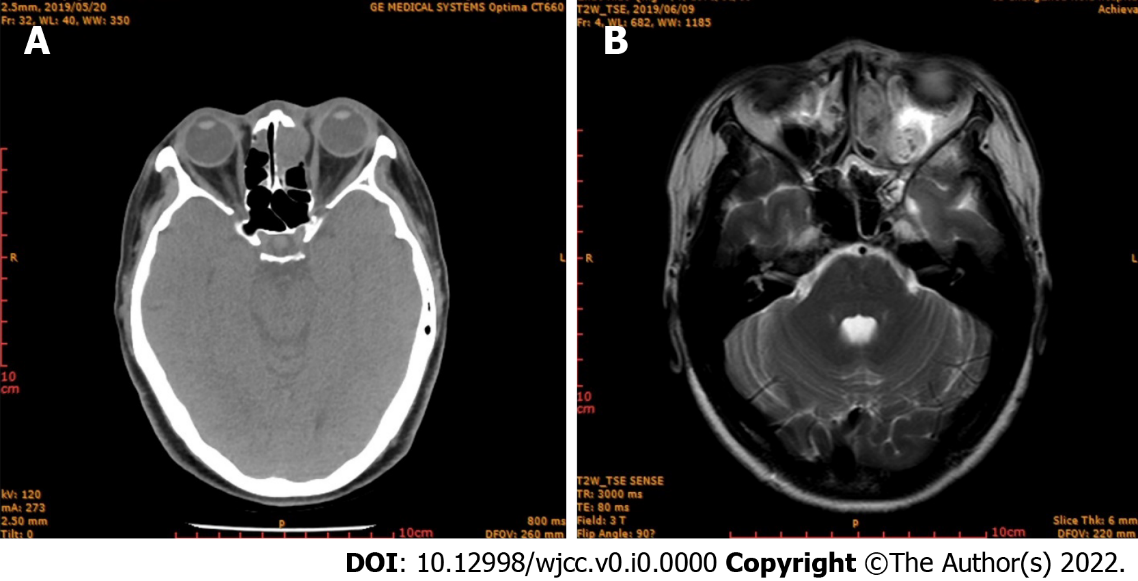 2.5mm, 2019/05/20
GE MEDICAL SYSTEMS Optima CT660
Fr: 32, WL: 40, WW: 350
A
R
L
10
cm
kV: 120
mA: 273
2.50 mm
Tilt: 0
P
10cm
800 ms
DFOV: 260 mm
T2W_TSE, 2019/06/09
Achieva
Fr: 4, WL: 682, WW: 1185
B
R
L
10
cm
T2W_TSE SENSE
TR: 3000 ms
TE: 80 ms
Field: 3 T
Flip Angle: 90?
P
10cm
Slice Thk: 6 mm
DFOV: 220 mm
DOI: 10.12998/wjcc.v0.i0.0000 Copyright ©The Author(s) 2022.